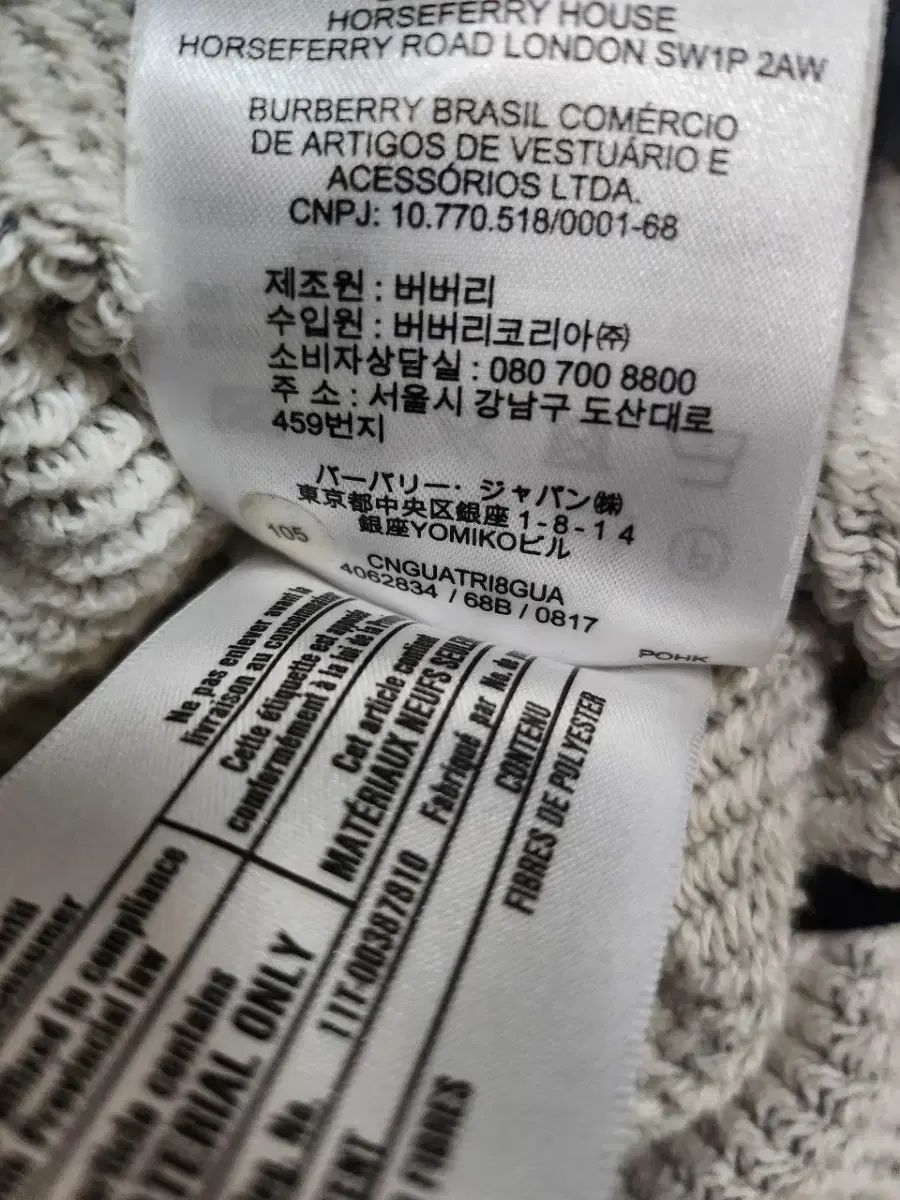 HORSEFERRY HOUSE
HORSEFERRY ROAD LONDON SW1P 2AW
BURBERRY BRASIL COMÉRCIO
DE ARTIGOS DE VESTUÁRIO E
ACESSÓRIOS LTDA.
CNPJ: 10.770.518/0001-68
제조원 : 버버리
수입원 : 버버리코리아㈜
소비자상담실 : 080 700 8800
주 소 : 서울시 강남구 도산대로
459번지
バーバリー・ジャパン㈱
東京都中央区銀座1-8-14
銀座YOMIKOビル
CNGUATRI8GUA
4062834 / 68B / 0817
POHK
105
Ne pas enlever avant la
livraison au consommateur
Cette étiquette est apposée
conformément à la loi de la
Cet article contient
MATÉRIAUX NEUFS SEULEMENT
Fabriqué par No. de
CONTENU
FIBRES DE POLYESTER
in compliance
Provincial law
contains
ONLY
11T-00387810
FIBRES